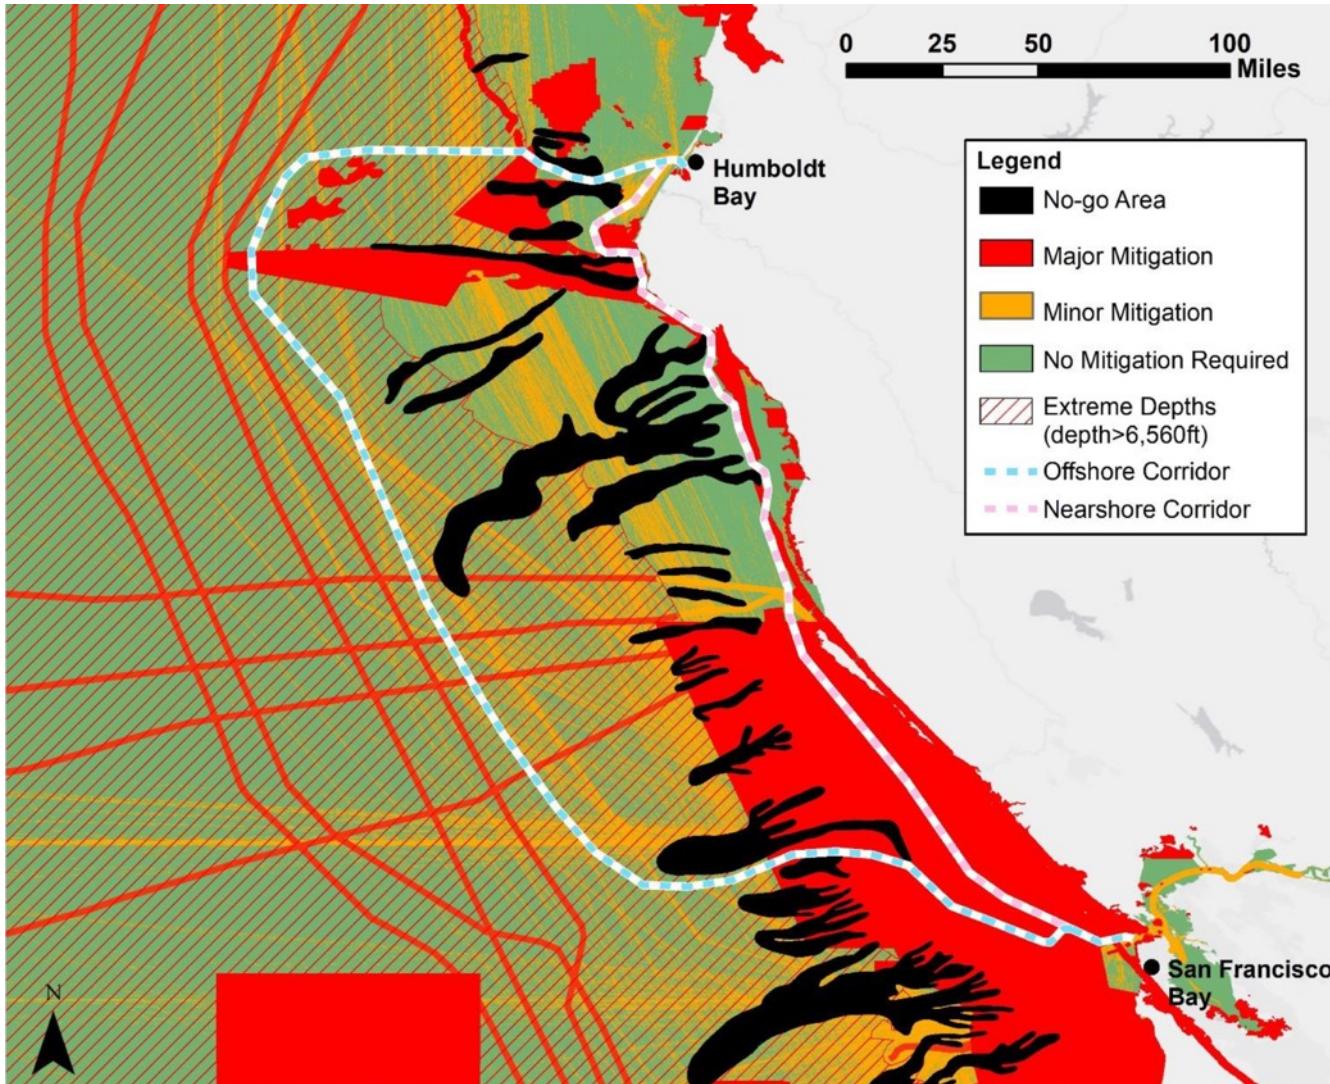 0 25 50 100
Miles
Legend
No-go Area
Major Mitigation
Minor Mitigation
No Mitigation Required
Extreme Depths
(depth>6,560ft)
Offshore Corridor
Nearshore Corridor
Humboldt
Bay
San Francisco
Bay
N